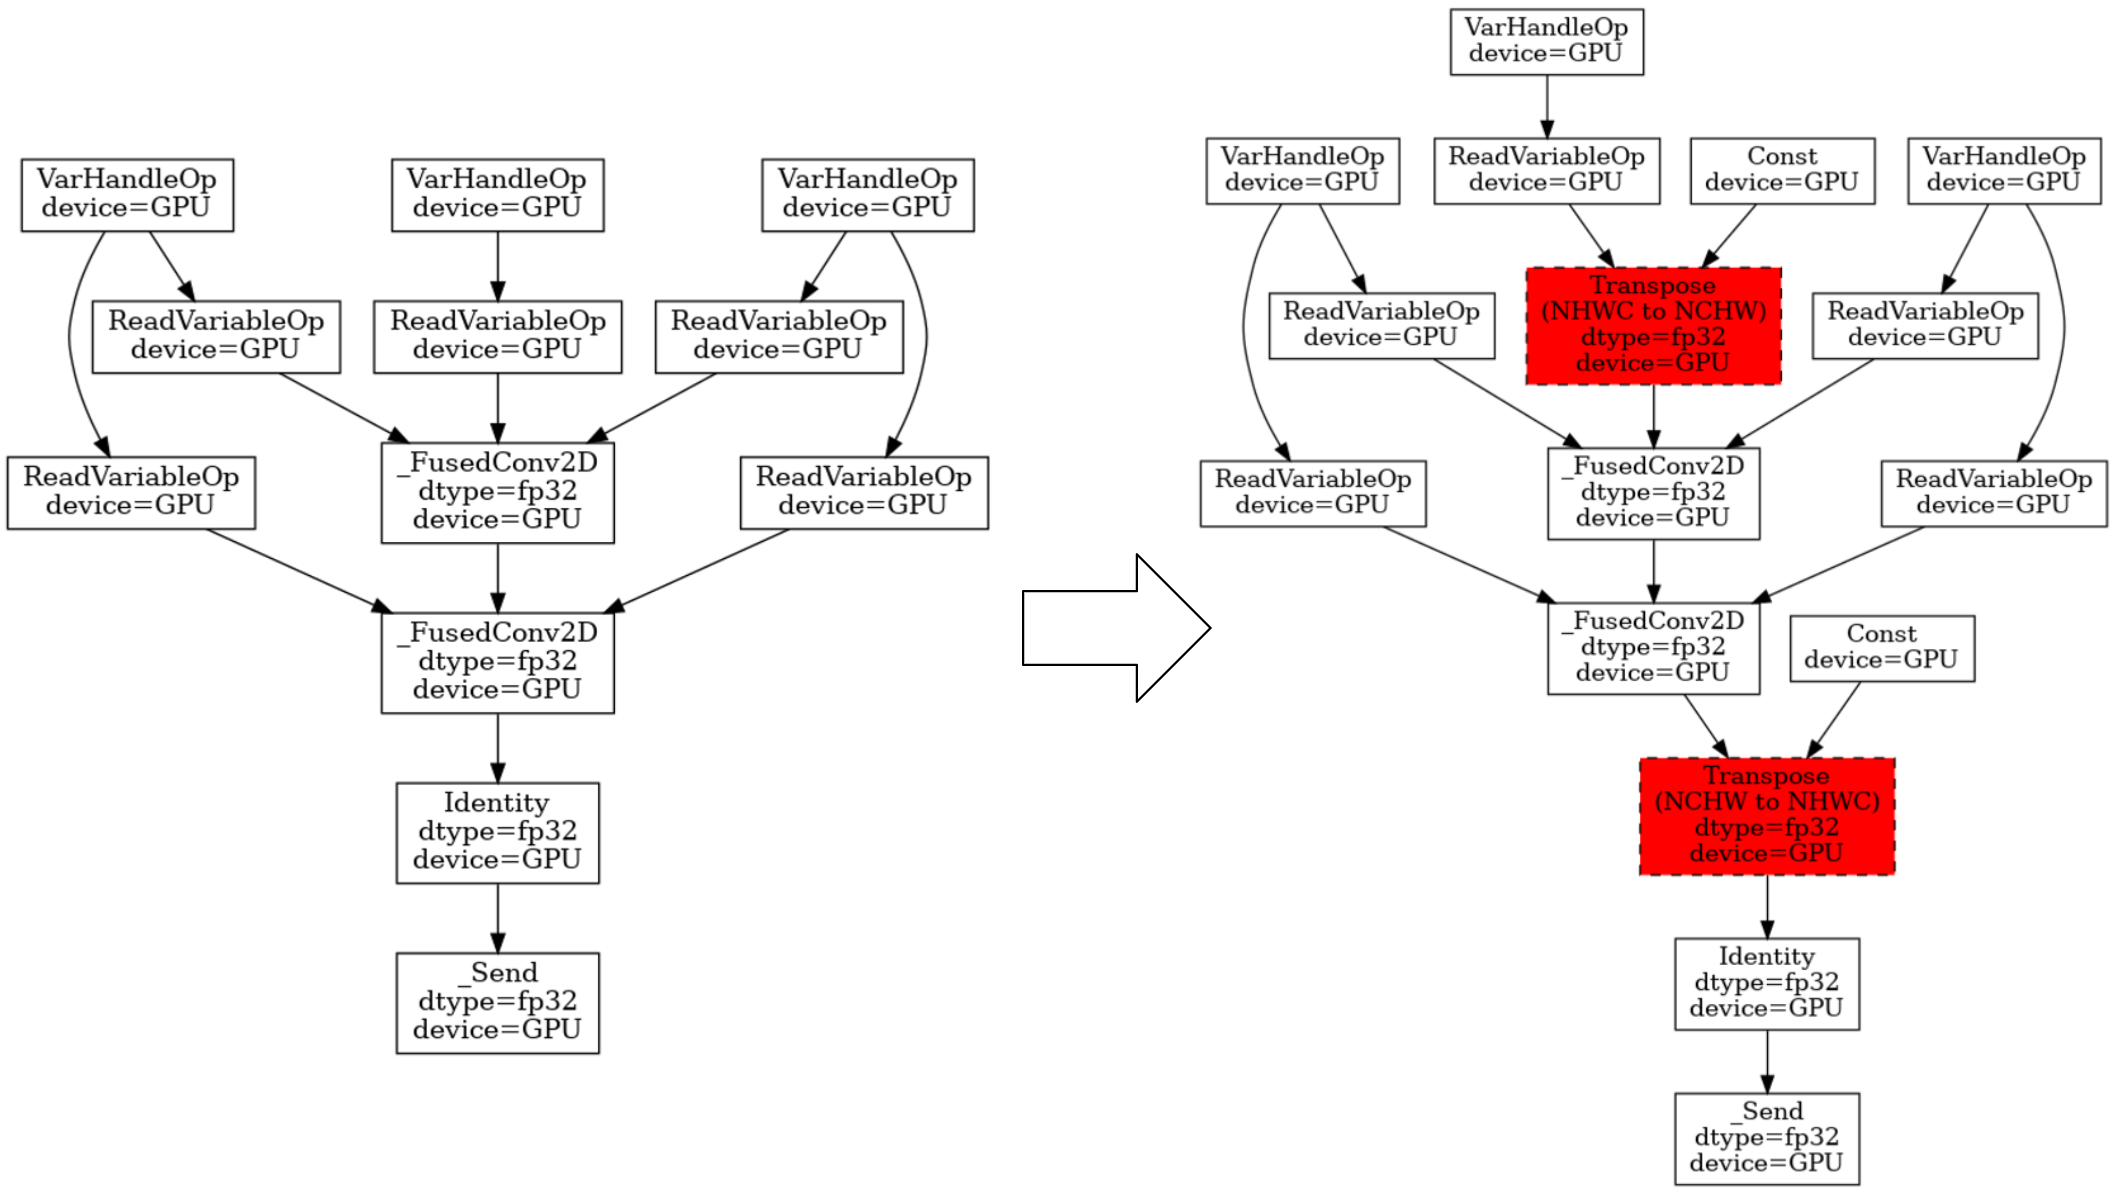 VarHandleOp
device=GPU
VarHandleOp
device=GPU
VarHandleOp
device=GPU
ReadVariableOp
device=GPU
ReadVariableOp
device=GPU
ReadVariableOp
device=GPU
ReadVariableOp
device=GPU
_FusedConv2D
dtype=fp32
device=GPU
ReadVariableOp
device=GPU
_FusedConv2D
dtype=fp32
device=GPU
Identity
dtype=fp32
device=GPU
_Send
dtype=fp32
device=GPU
VarHandleOp
device=GPU
VarHandleOp
device=GPU
ReadVariableOp
device=GPU
Const
device=GPU
VarHandleOp
device=GPU
ReadVariableOp
device=GPU
Transpose
(NHWC to NCHW)
dtype=fp32
device=GPU
ReadVariableOp
device=GPU
ReadVariableOp
device=GPU
_FusedConv2D
dtype=fp32
device=GPU
ReadVariableOp
device=GPU
_FusedConv2D
dtype=fp32
device=GPU
Const
device=GPU
Transpose
(NCHW to NHWC)
dtype=fp32
device=GPU
Identity
dtype=fp32
device=GPU
_Send
dtype=fp32
device=GPU